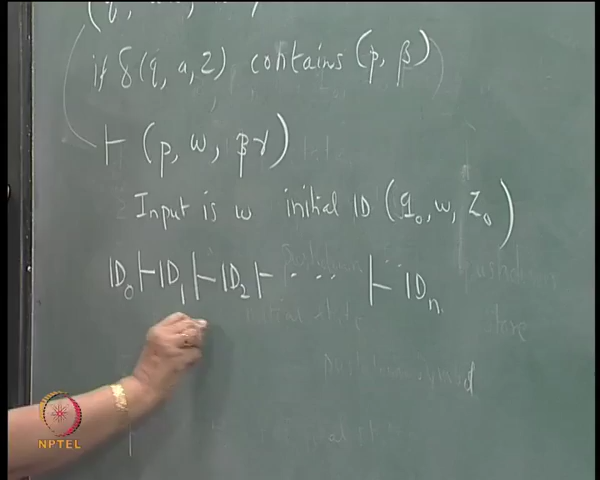 if δ(q, a, Z) contains (p, β)
⊢ (p, w, βγ)
Input is w initial ID (q₀, w, Z₀)
ID₀ ⊢ ID₁ ⊢ ID₂ ⊢ ... ⊢ IDₙ
NPTEL